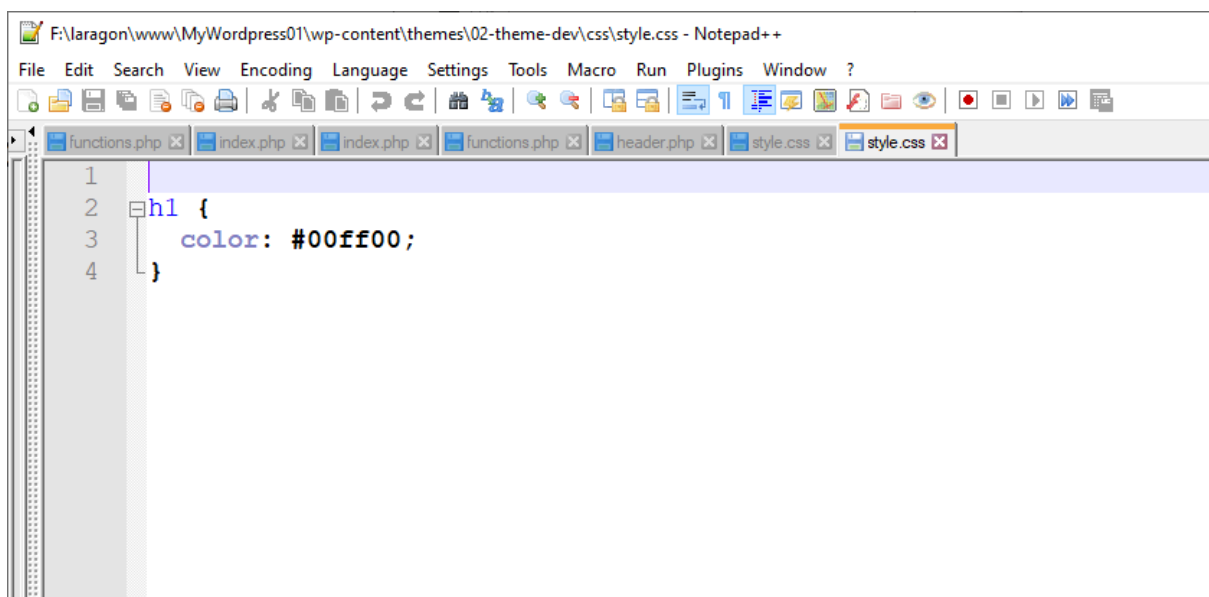 F:\laragon\www\MyWordpress01\wp-content\themes\02-theme-dev\css\style.css - Notepad++
File Edit Search View Encoding Language Settings Tools Macro Run Plugins Window ?
functions.php index.php index.php functions.php header.php style.css style.css
1
2 h1 {
3 color: #00ff00;
4 }